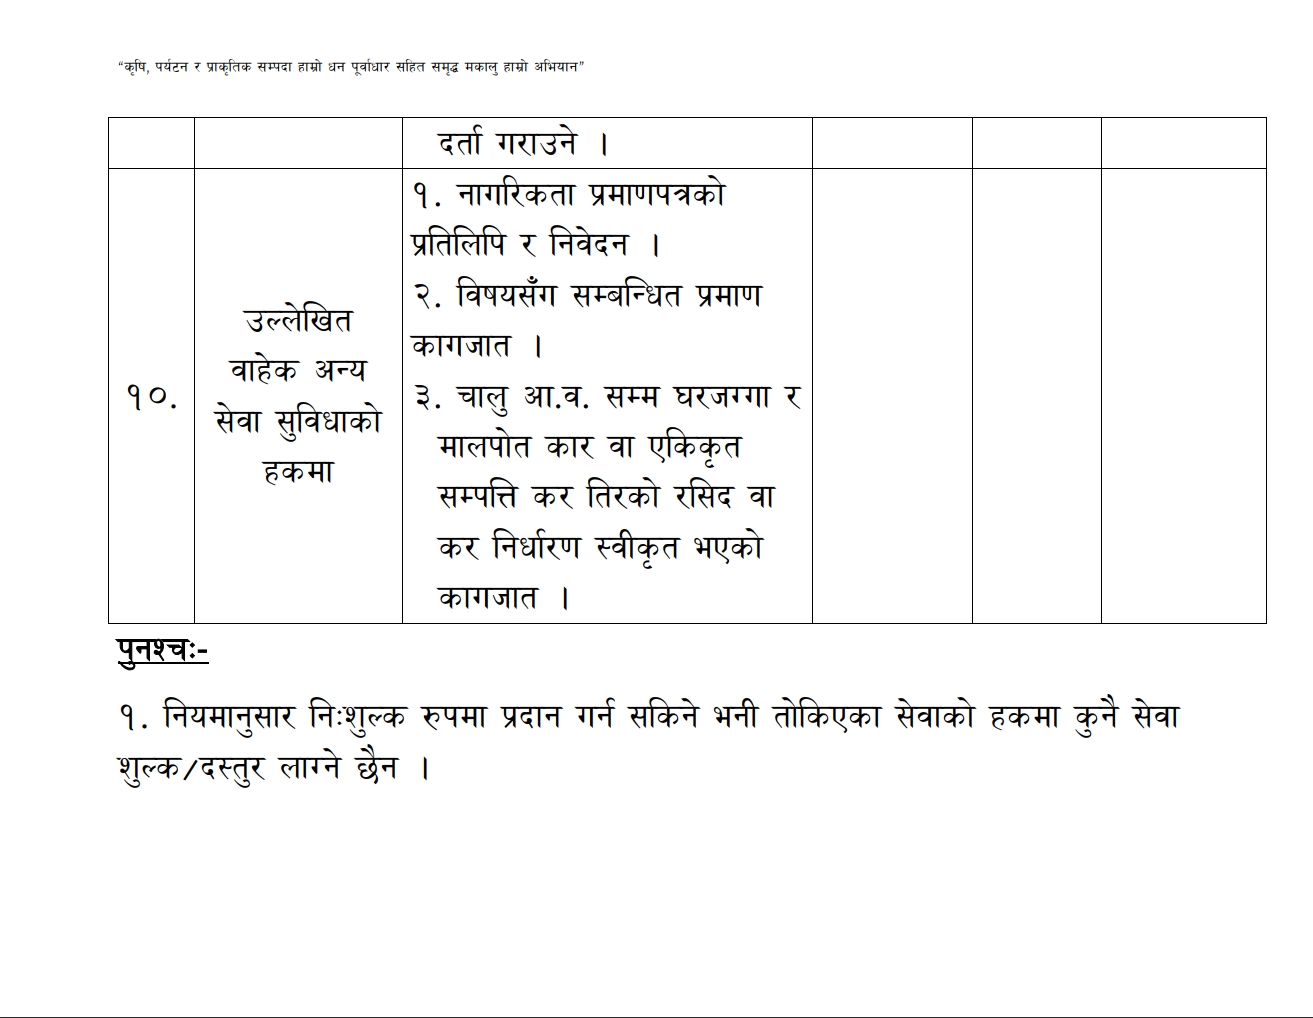 “कृषि, पर्यटन र प्राकृतिक सम्पदा हाम्रो धन पूर्वाधार सहित समृद्ध मकालु हाम्रो अभियान”
दर्ता गराउने ।
१०.
उल्लेखित
वाहेक अन्य
सेवा सुविधाको
हकमा
१. नागरिकता प्रमाणपत्रको
प्रतिलिपि र निवेदन ।
२. विषयसँग सम्बन्धित प्रमाण
कागजात ।
३. चालु आ.व. सम्म घरजग्गा र
मालपोत कार वा एकिकृत
सम्पत्ति कर तिरको रसिद वा
कर निर्धारण स्वीकृत भएको
कागजात ।
पुनश्चः-
१. नियमानुसार निःशुल्क रुपमा प्रदान गर्न सकिने भनी तोकिएका सेवाको हकमा कुनै सेवा
शुल्क/दस्तुर लाग्ने छैन ।